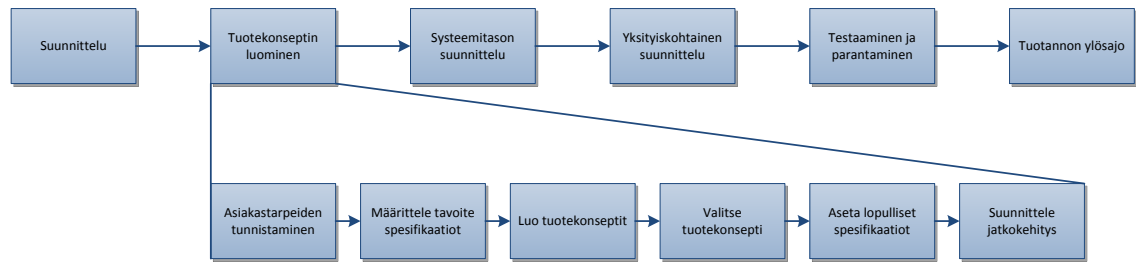 Suunnittelu
Tuotekonseptin
luominen
Systeemitason
suunnittelu
Yksityiskohtainen
suunnittelu
Testaaminen ja
parantaminen
Tuotannon ylösajo
Asiakastarpeiden
tunnistaminen
Määrittele tavoite
spesifikaatiot
Luo tuotekonseptit
Valitse
tuotekonsepti
Aseta lopulliset
spesifikaatiot
Suunnittele
jatkokehitys